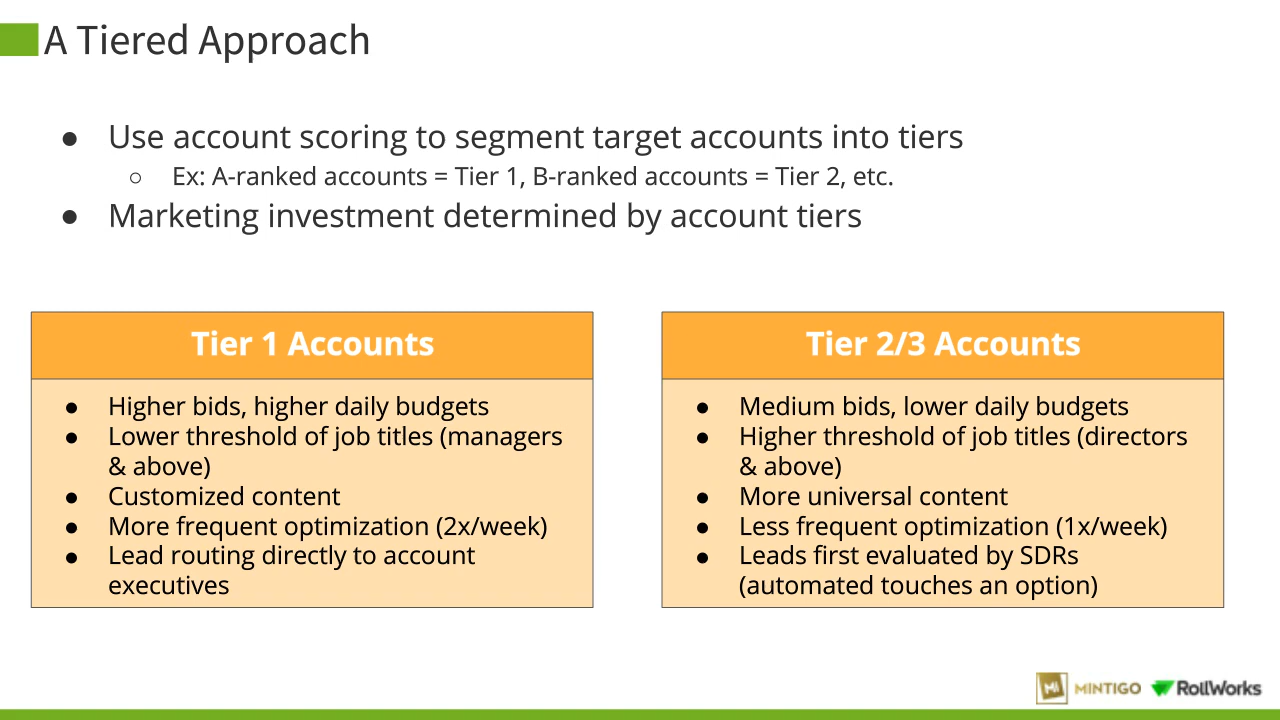 A Tiered Approach
● Use account scoring to segment target accounts into tiers
○ Ex: A-ranked accounts = Tier 1, B-ranked accounts = Tier 2, etc.
● Marketing investment determined by account tiers
Tier 1 Accounts
● Higher bids, higher daily budgets
● Lower threshold of job titles (managers
& above)
● Customized content
● More frequent optimization (2x/week)
● Lead routing directly to account
executives
Tier 2/3 Accounts
● Medium bids, lower daily budgets
● Higher threshold of job titles (directors
& above)
● More universal content
● Less frequent optimization (1x/week)
● Leads first evaluated by SDRs
(automated touches an option)
MI MINTIGO RollWorks